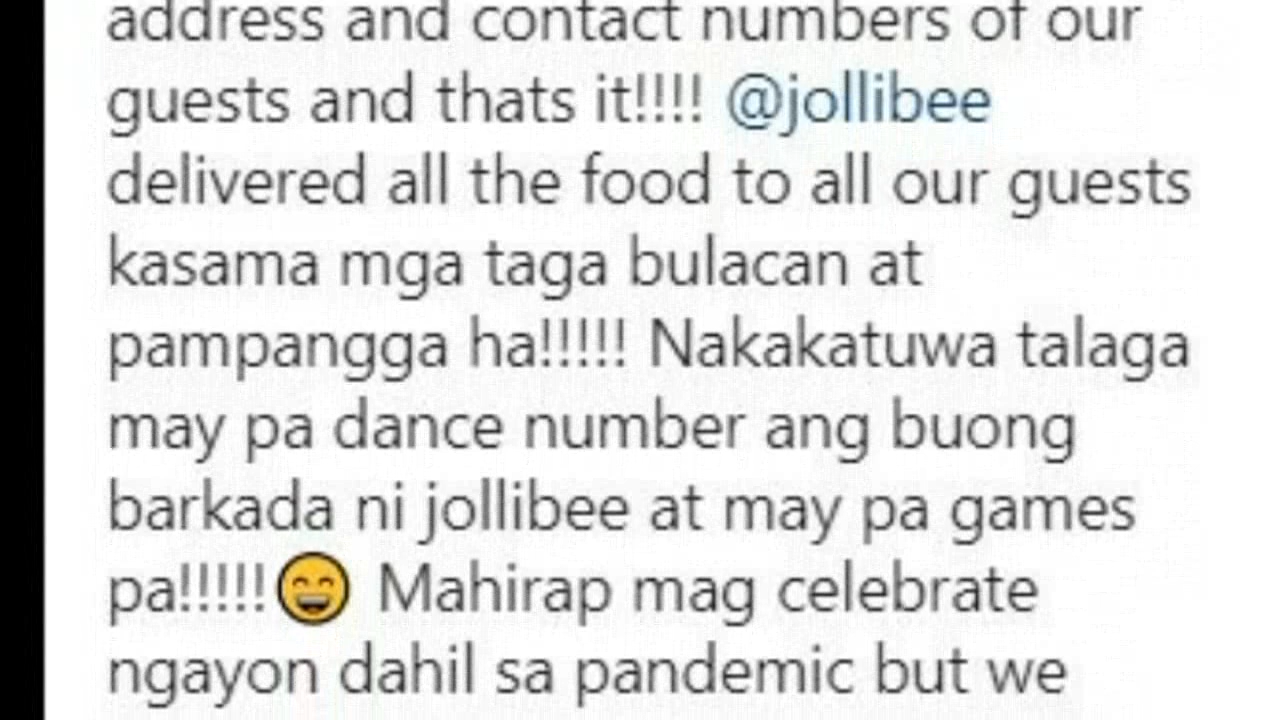 address and contact numbers of our
guests and thats it!!!! @jollibee
delivered all the food to all our guests
kasama mga taga bulacan at
pampangga ha!!!!! Nakakatuwa talaga
may pa dance number ang buong
barkada ni jollibee at may pa games
pa!!!!!😄 Mahirap mag celebrate
ngayon dahil sa pandemic but we